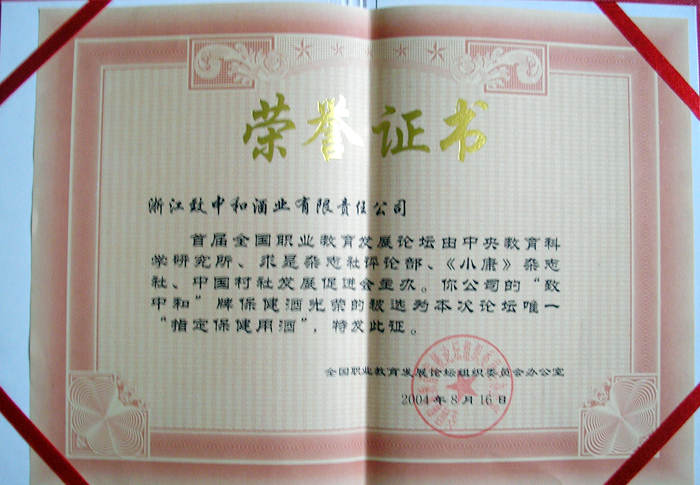 荣誉证书
浙江致中和酒业有限责任公司
首届全国职业教育发展论坛由中央教育科
学研究所、求是杂志社评论部、《小康》杂志
社、中国村社发展促进会主办。你公司的“致
中和”牌保健酒光荣的被选为本次论坛唯一
“指定保健用酒”，特发此证。
全国职业教育发展论坛组织委员会办公室
2004年8月16日